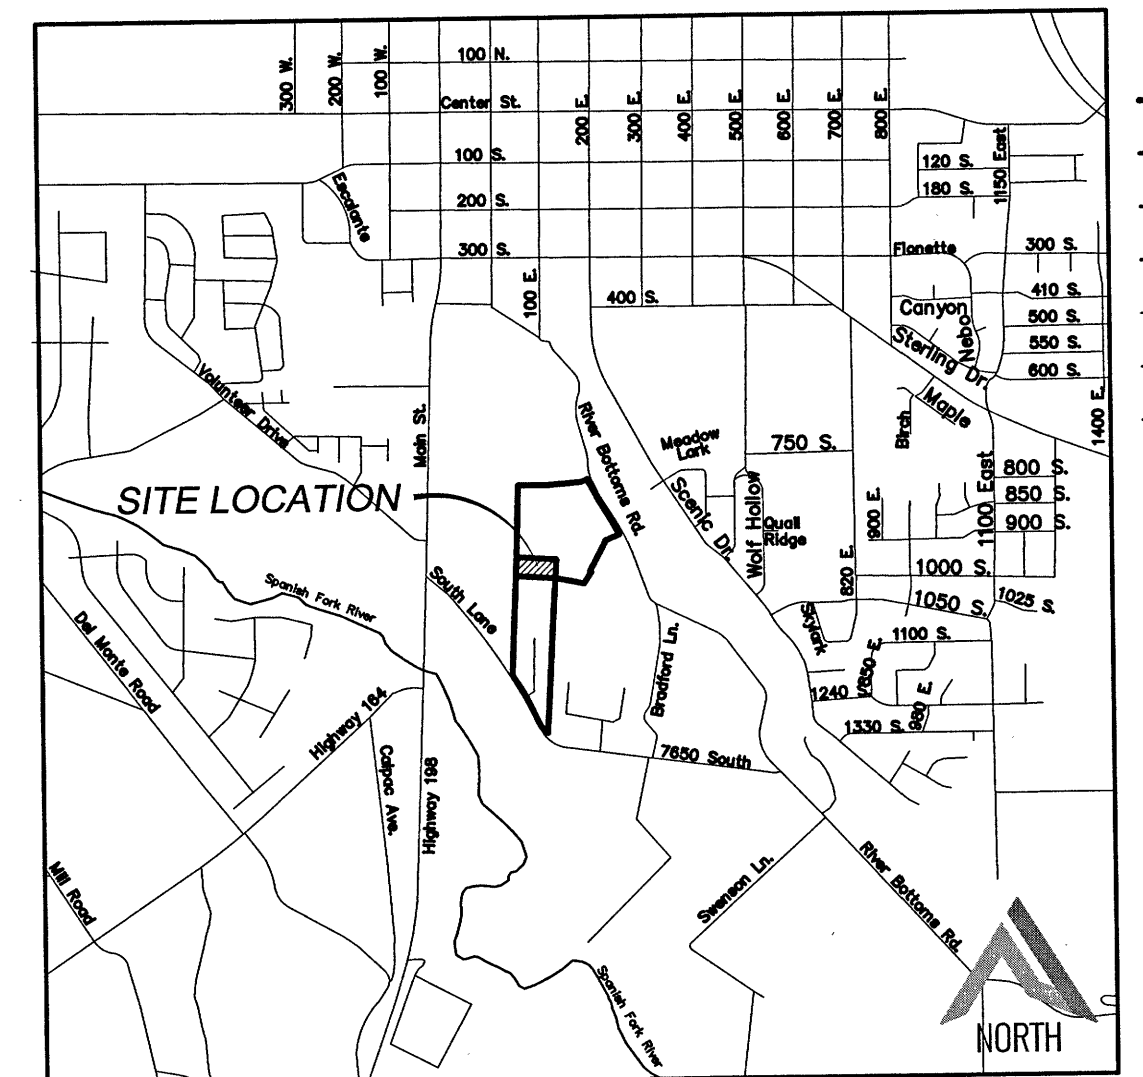 100 N.
300 W.
200 W.
100 W.
Center St.
200 E.
300 E.
400 E.
500 E.
600 E.
700 E.
800 E.
100 S.
120 S.
1150 East
180 S.
Escalante
200 S.
300 S.
Flonette
300 S.
100 E.
400 S.
410 S.
Canyon
500 S.
Nebo
Sterling Dr.
550 S.
600 S.
Volunteer Drive
Main St.
River Bottoms Rd.
Maple
Birch
1400 E.
Meadow
Lark
750 S.
1100 East
800 S.
850 S.
900 S.
SITE LOCATION
Scenic Dr.
Wolf Hollow
Quail
Ridge
900 E.
820 E.
1000 S.
South Lane
Spanish Fork River
1050 S.
1025 S.
Skylark
1100 S.
Del Monte Road
Bradford Ln.
850 E.
1240
980 E.
1330 S.
Highway 164
7650 South
Calpac Ave.
Highway 198
Mill Road
Swenson Ln.
River Bottoms Rd.
Spanish Fork River
NORTH